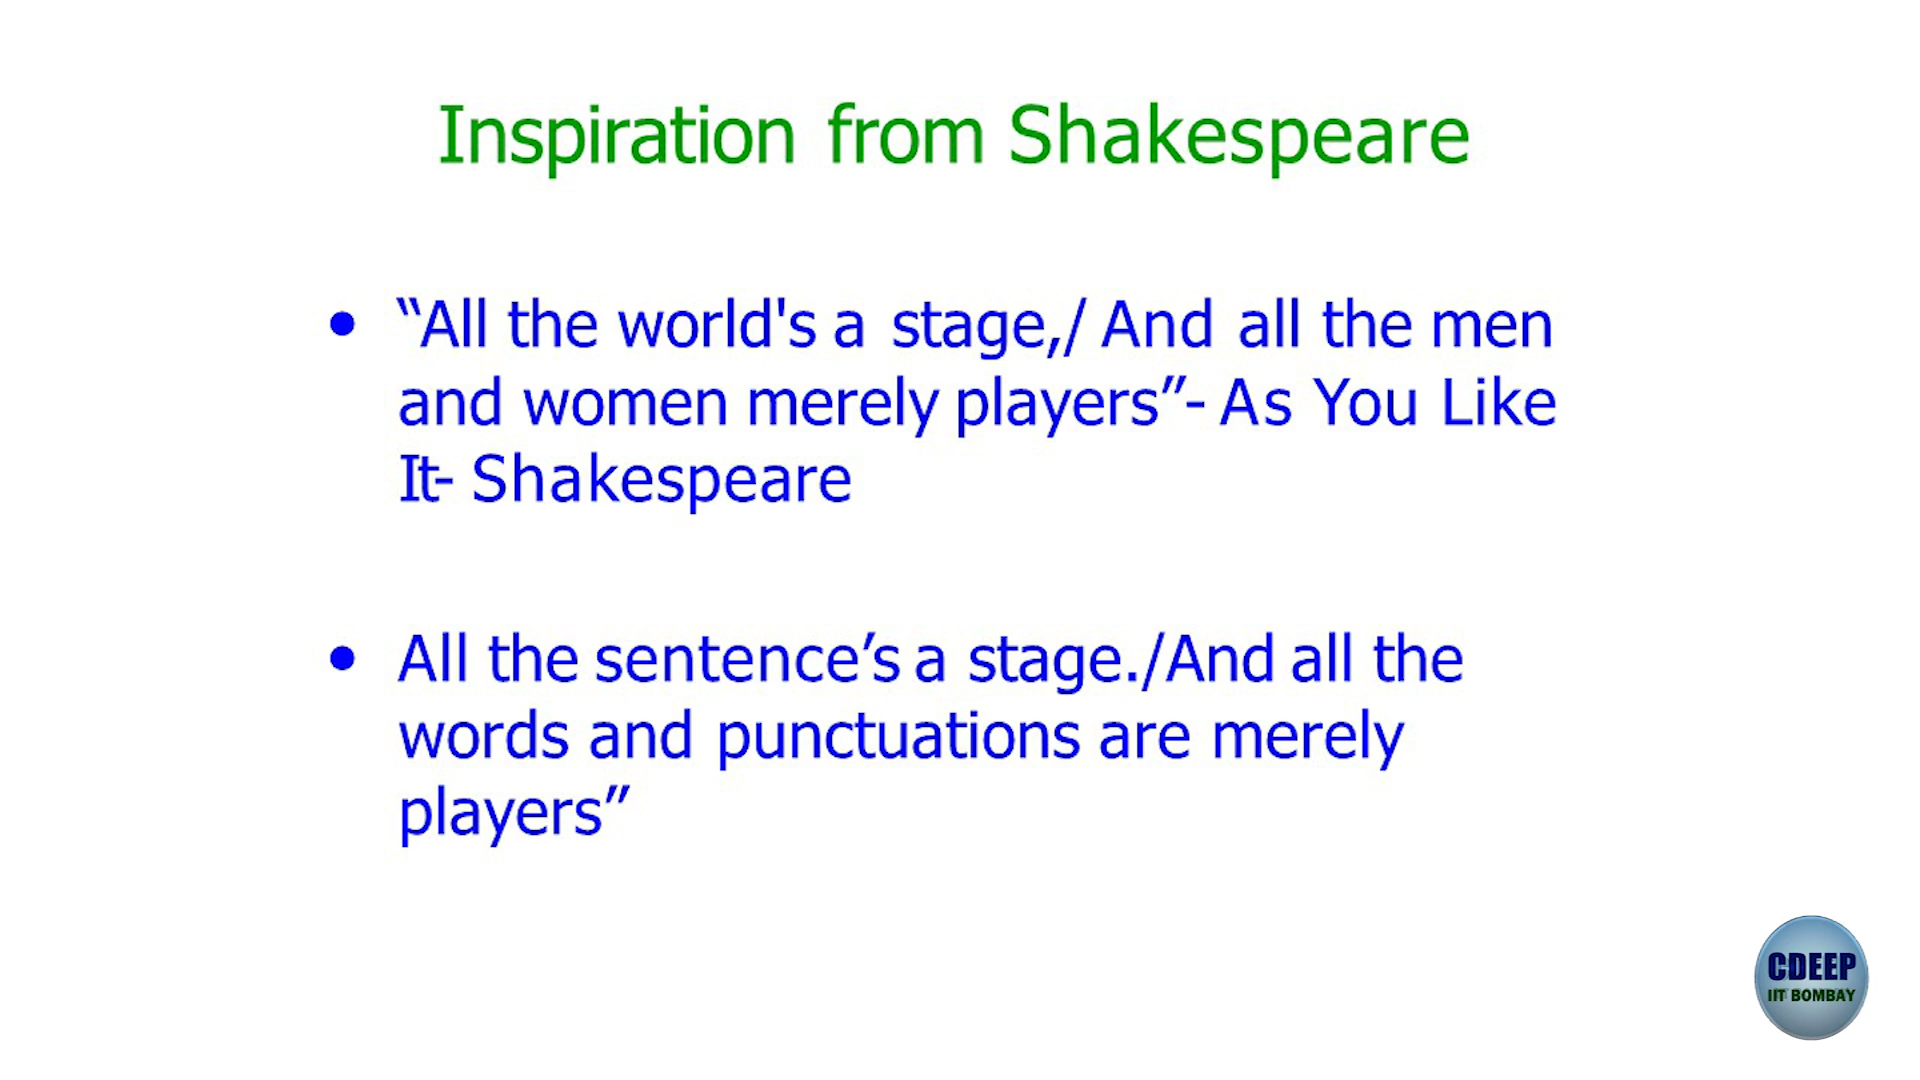 Inspiration from Shakespeare
• “All the world's a stage,/ And all the men
and women merely players”- As You Like
It- Shakespeare
• All the sentence’s a stage./And all the
words and punctuations are merely
players”
CDEEP
IIT BOMBAY